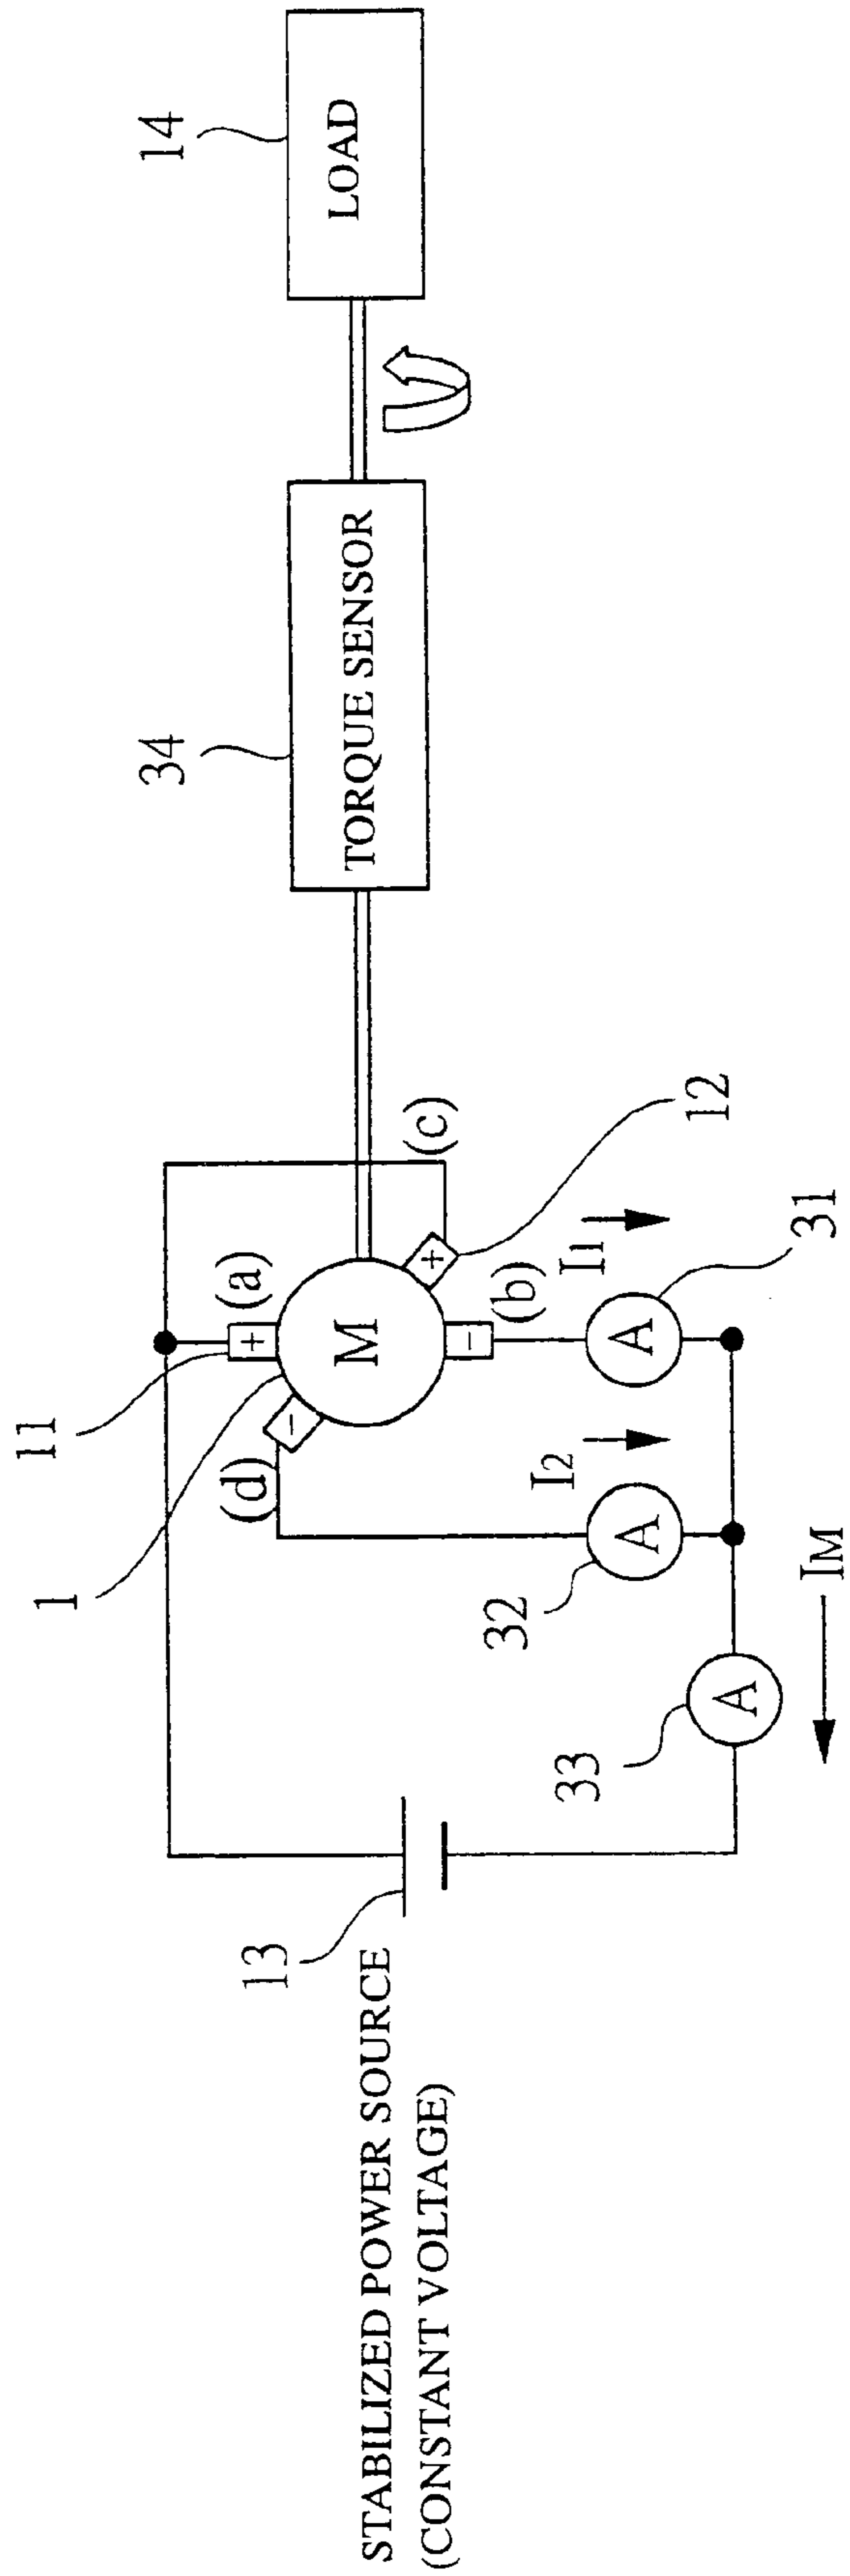 14
LOAD
34
TORQUE SENSOR
(c)
12
11
+
(a)
+
M
−
(b)
I1
31
A
−
(d)
1
I2
32
A
33
A
IM
13
STABILIZED POWER SOURCE
(CONSTANT VOLTAGE)